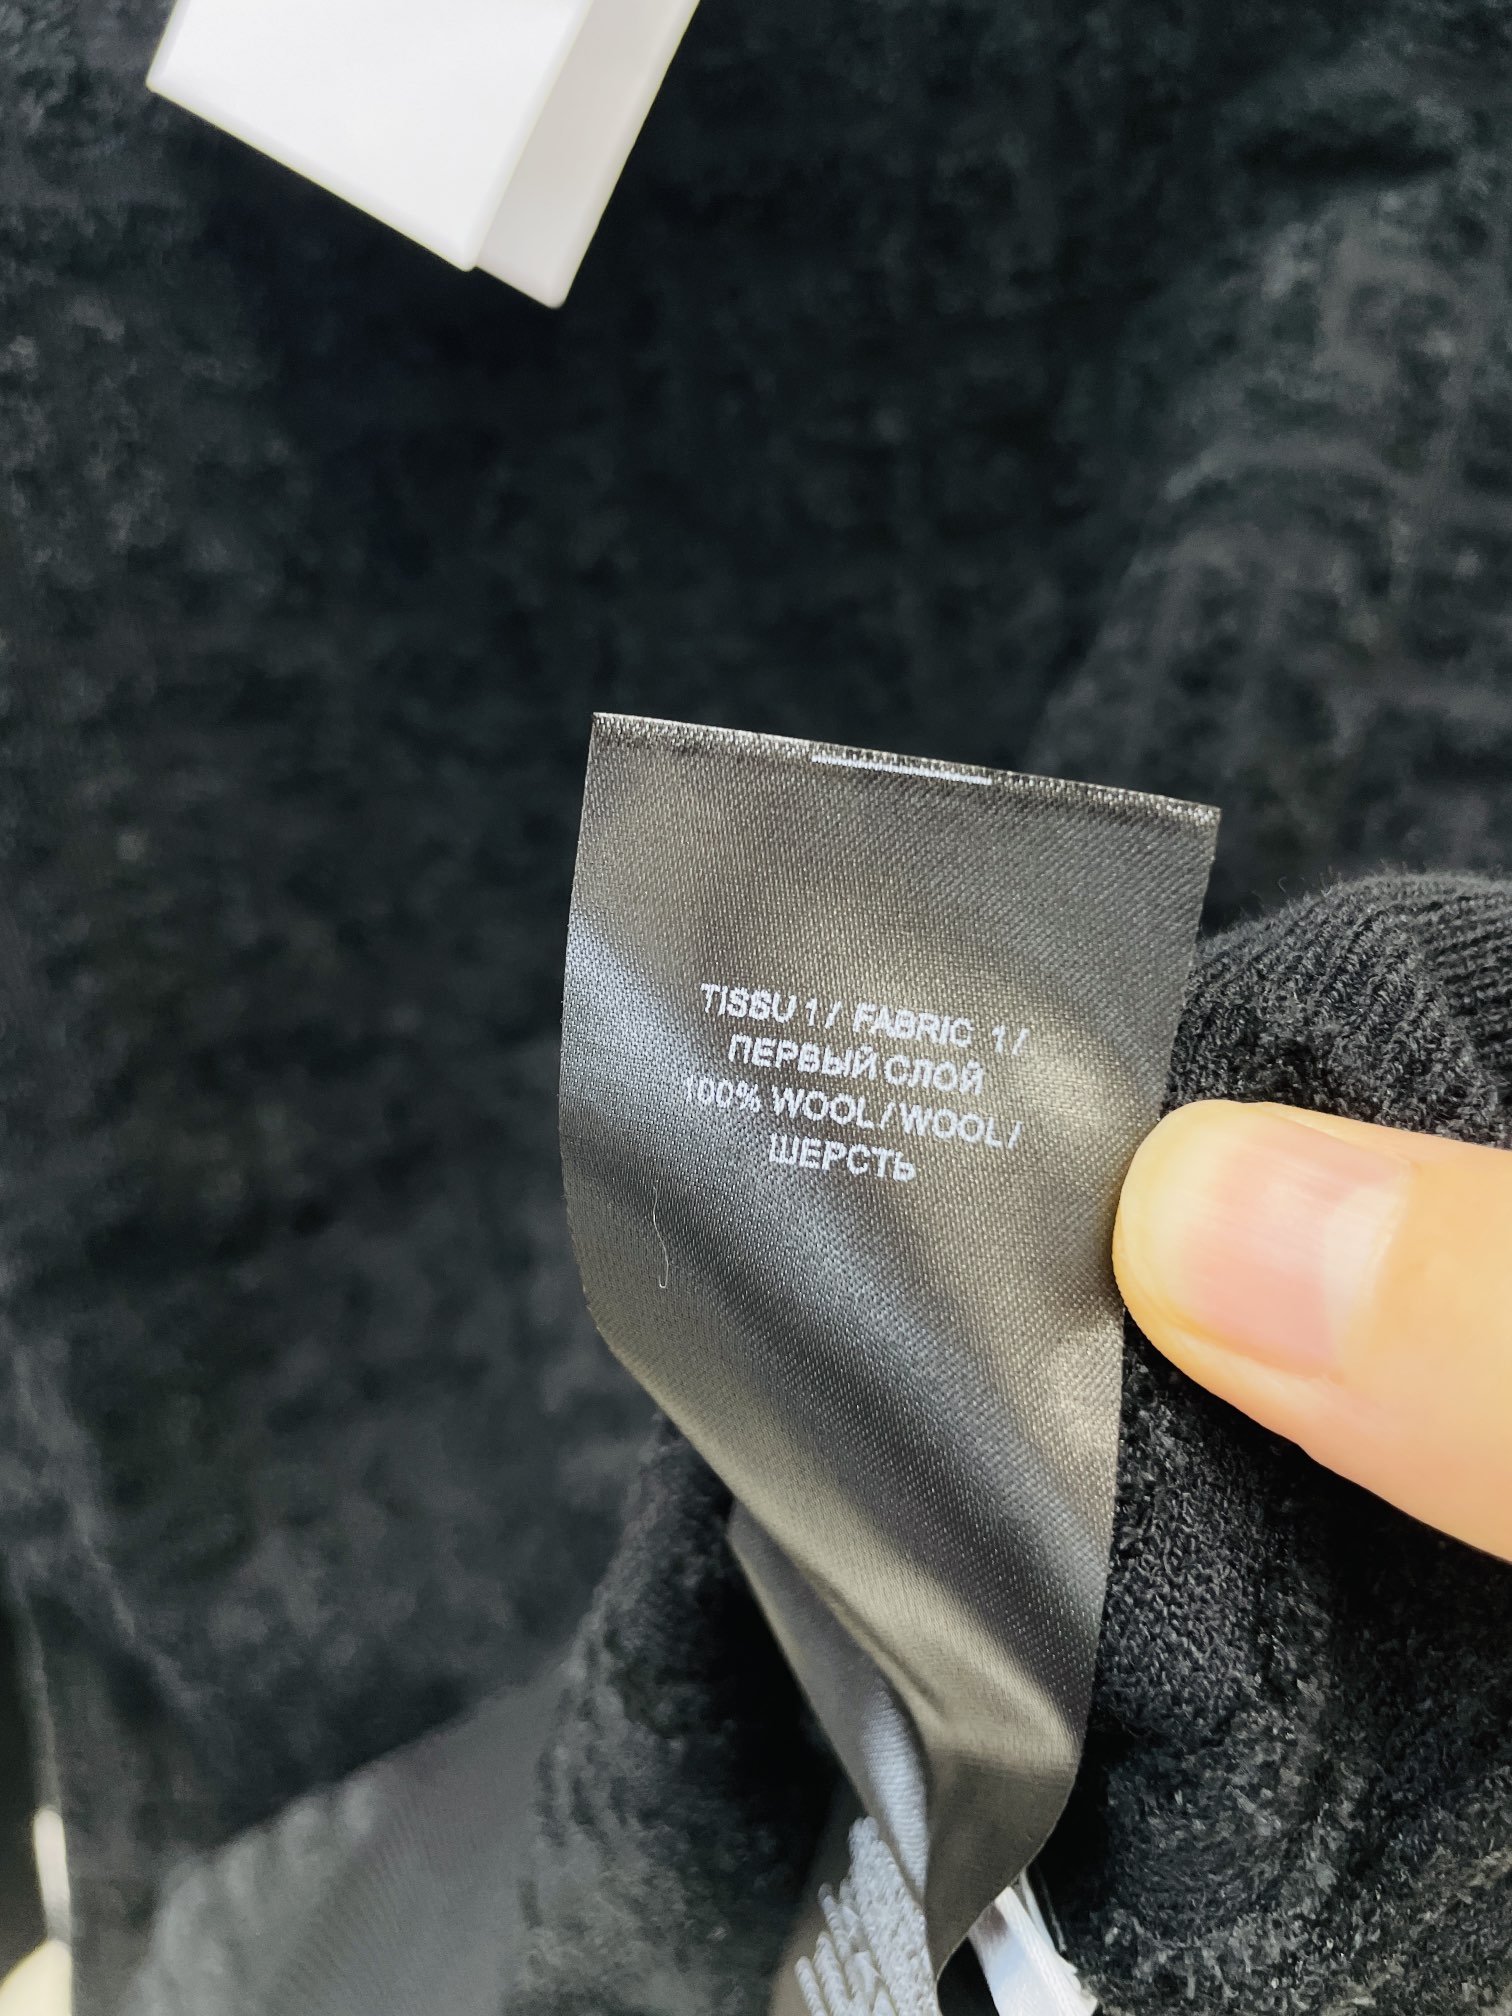 TISSU 1 / FABRIC 1 /
ПЕРВЫЙ СЛОЙ
100% WOOL / WOOL /
ШЕРСТЬ